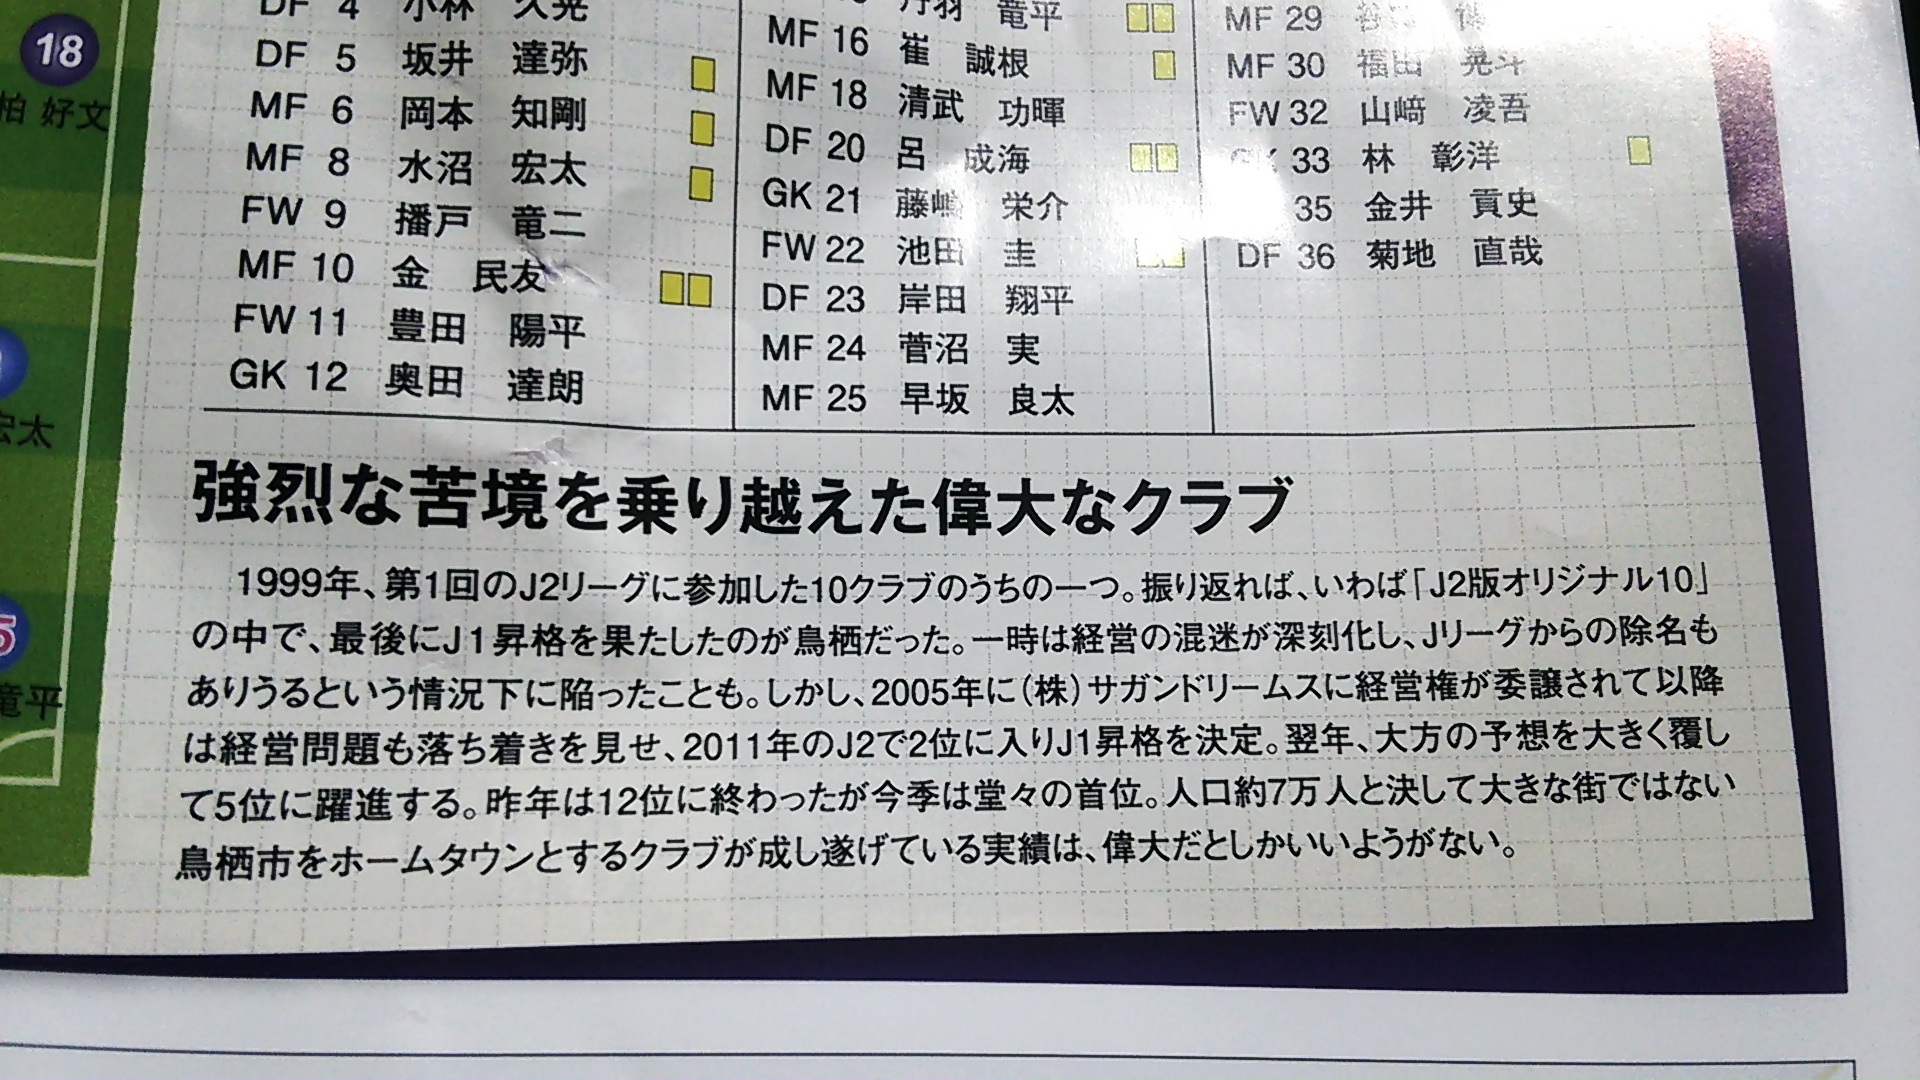 18
柏 好文
宏太
5
竜平
DF 4 小林 久晃
DF 5 坂井 達弥
MF 6 岡本 知剛
MF 8 水沼 宏太
FW 9 播戸 竜二
MF 10 金 民友
FW 11 豊田 陽平
GK 12 奥田 達朗
丹羽 竜平
MF 16 崔 誠根
MF 18 清武 功暉
DF 20 呂 成海
GK 21 藤嶋 栄介
FW 22 池田 圭
DF 23 岸田 翔平
MF 24 菅沼 実
MF 25 早坂 良太
MF 29
MF 30 福田 晃斗
FW 32 山﨑 凌吾
GK 33 林 彰洋
35 金井 貢史
DF 36 菊地 直哉
強烈な苦境を乗り越えた偉大なクラブ
1999年、第1回のJ2リーグに参加した10クラブのうちの一つ。振り返れば、いわば「J2版オリジナル10」
の中で、最後にJ1昇格を果たしたのが鳥栖だった。一時は経営の混迷が深刻化し、Jリーグからの除名も
ありうるという情況下に陥ったことも。しかし、2005年に(株)サガンドリームスに経営権が委譲されて以降
は経営問題も落ち着きを見せ、2011年のJ2で2位に入りJ1昇格を決定。翌年、大方の予想を大きく覆し
て5位に躍進する。昨年は12位に終わったが今季は堂々の首位。人口約7万人と決して大きな街ではない
鳥栖市をホームタウンとするクラブが成し遂げている実績は、偉大だとしかいいようがない。